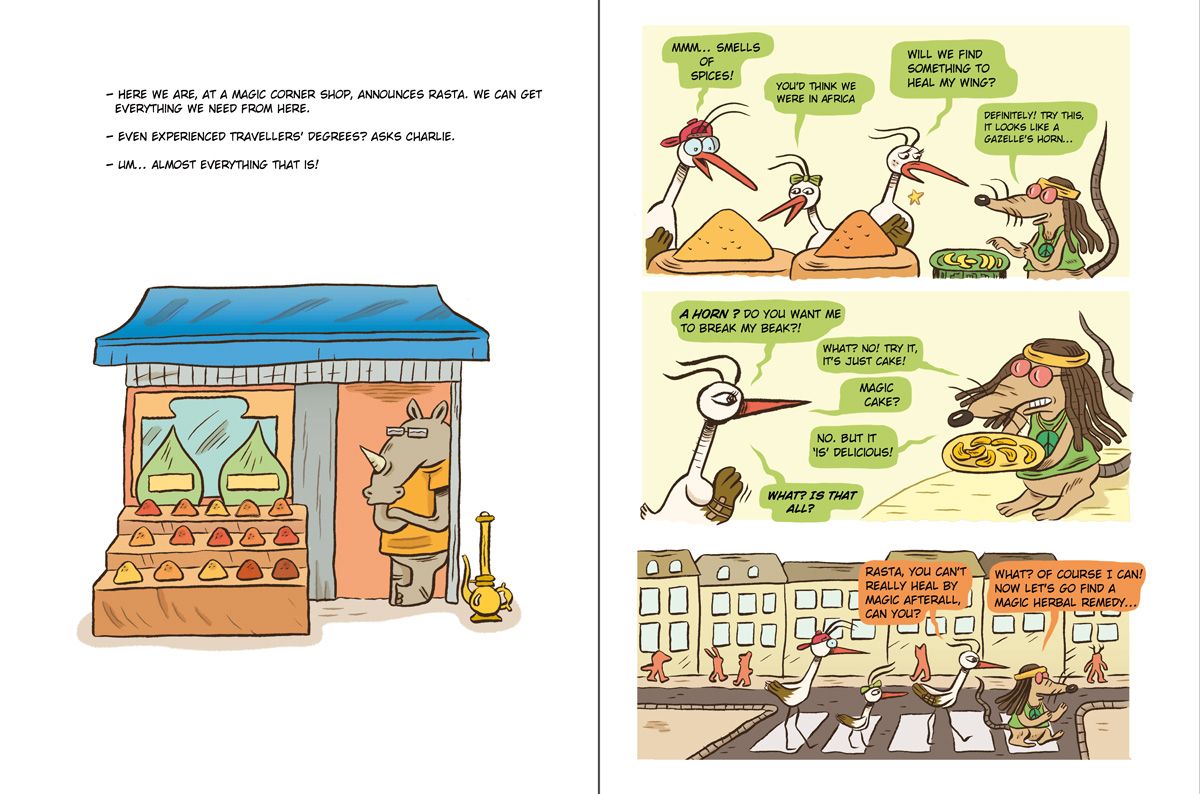 – HERE WE ARE, AT A MAGIC CORNER SHOP, ANNOUNCES RASTA. WE CAN GET
EVERYTHING WE NEED FROM HERE.
– EVEN EXPERIENCED TRAVELLERS' DEGREES? ASKS CHARLIE.
– UM... ALMOST EVERYTHING THAT IS!
MMM... SMELLS
OF
SPICES!
YOU'D THINK WE
WERE IN AFRICA
WILL WE FIND
SOMETHING TO
HEAL MY WING?
DEFINITELY! TRY THIS,
IT LOOKS LIKE A
GAZELLE'S HORN...
A HORN ? DO YOU WANT ME
TO BREAK MY BEAK?!
WHAT? NO! TRY IT,
IT'S JUST CAKE!
MAGIC
CAKE?
NO. BUT IT
'IS' DELICIOUS!
WHAT? IS THAT
ALL?
RASTA, YOU CAN'T
REALLY HEAL BY
MAGIC AFTERALL,
CAN YOU?
WHAT? OF COURSE I CAN!
NOW LET'S GO FIND A
MAGIC HERBAL REMEDY...